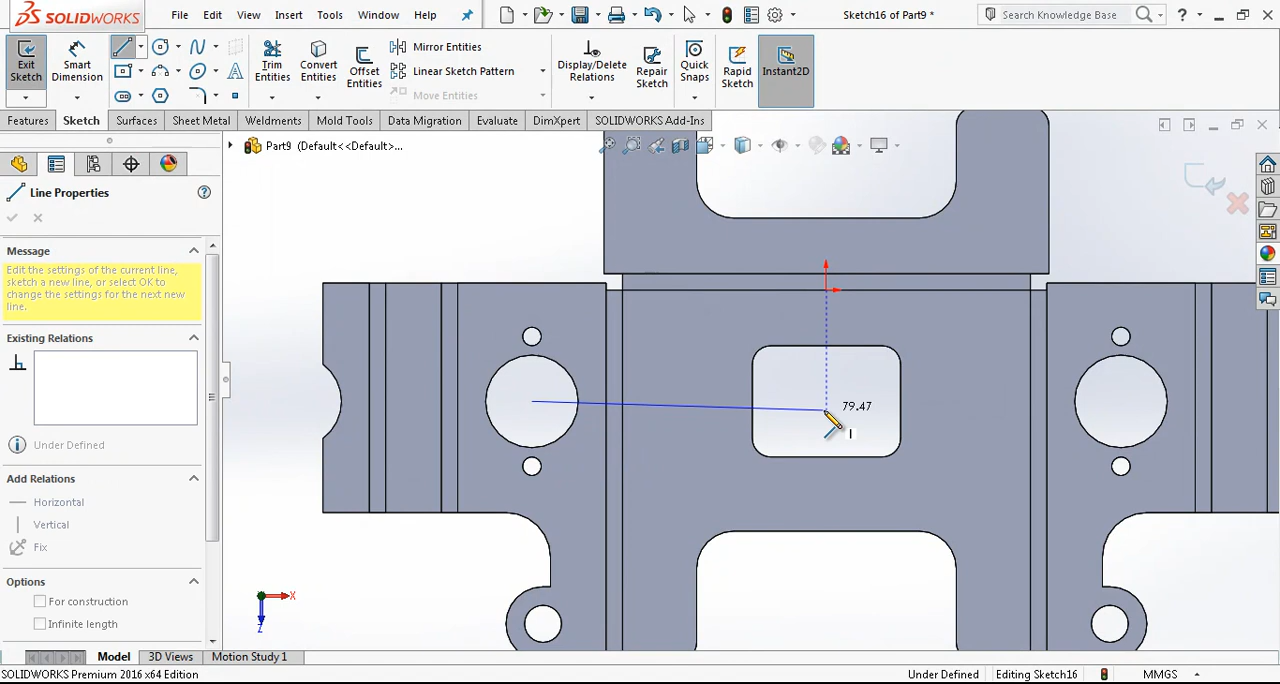 DS SOLIDWORKS
File Edit View Insert Tools Window Help
Sketch16 of Part9 *
Search Knowledge Base
?
Exit Sketch
Smart Dimension
Trim Entities
Convert Entities
Offset Entities
Mirror Entities
Linear Sketch Pattern
Move Entities
Display/Delete Relations
Repair Sketch
Quick Snaps
Rapid Sketch
Instant2D
Features Sketch Surfaces Sheet Metal Weldments Mold Tools Data Migration Evaluate DimXpert SOLIDWORKS Add-Ins
Part9 (Default<<Default>...
Line Properties
?
Message
Edit the settings of the current line,
sketch a new line, or select OK to
change the settings for the next new
line.
Existing Relations
Under Defined
Add Relations
Horizontal
Vertical
Fix
Options
For construction
Infinite length
79.47
X
Z
Model 3D Views Motion Study 1
SOLIDWORKS Premium 2016 x64 Edition
Under Defined Editing Sketch16 MMGS